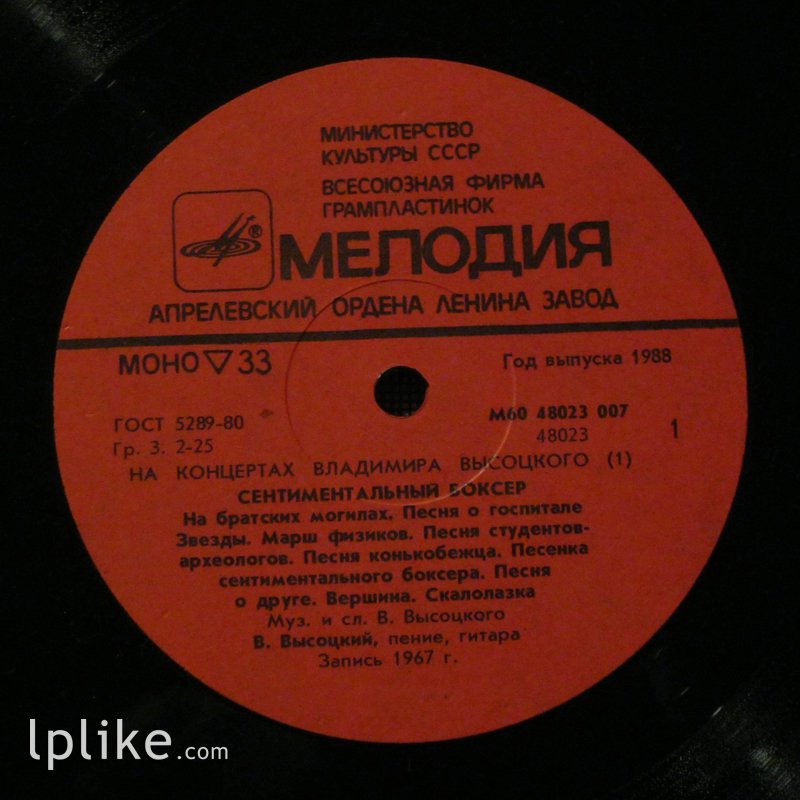 МИНИСТЕРСТВО
КУЛЬТУРЫ СССР
ВСЕСОЮЗНАЯ ФИРМА
ГРАМПЛАСТИНОК
®
МЕЛОДИЯ
АПРЕЛЕВСКИЙ ОРДЕНА ЛЕНИНА ЗАВОД
МОНО ▽ 33
Год выпуска 1988
ГОСТ 5289-80
М60 48023 007
48023
1
Гр. 3. 2-25
НА КОНЦЕРТАХ ВЛАДИМИРА ВЫСОЦКОГО (1)
СЕНТИМЕНТАЛЬНЫЙ БОКСЕР
На братских могилах. Песня о госпитале
Звезды. Марш физиков. Песня студентов-
археологов. Песня конькобежца. Песенка
сентиментального боксера. Песня
о друге. Вершина. Скалолазка
Муз. и сл. В. Высоцкого
В. Высоцкий, пение, гитара
Запись 1967 г.
lplike.com